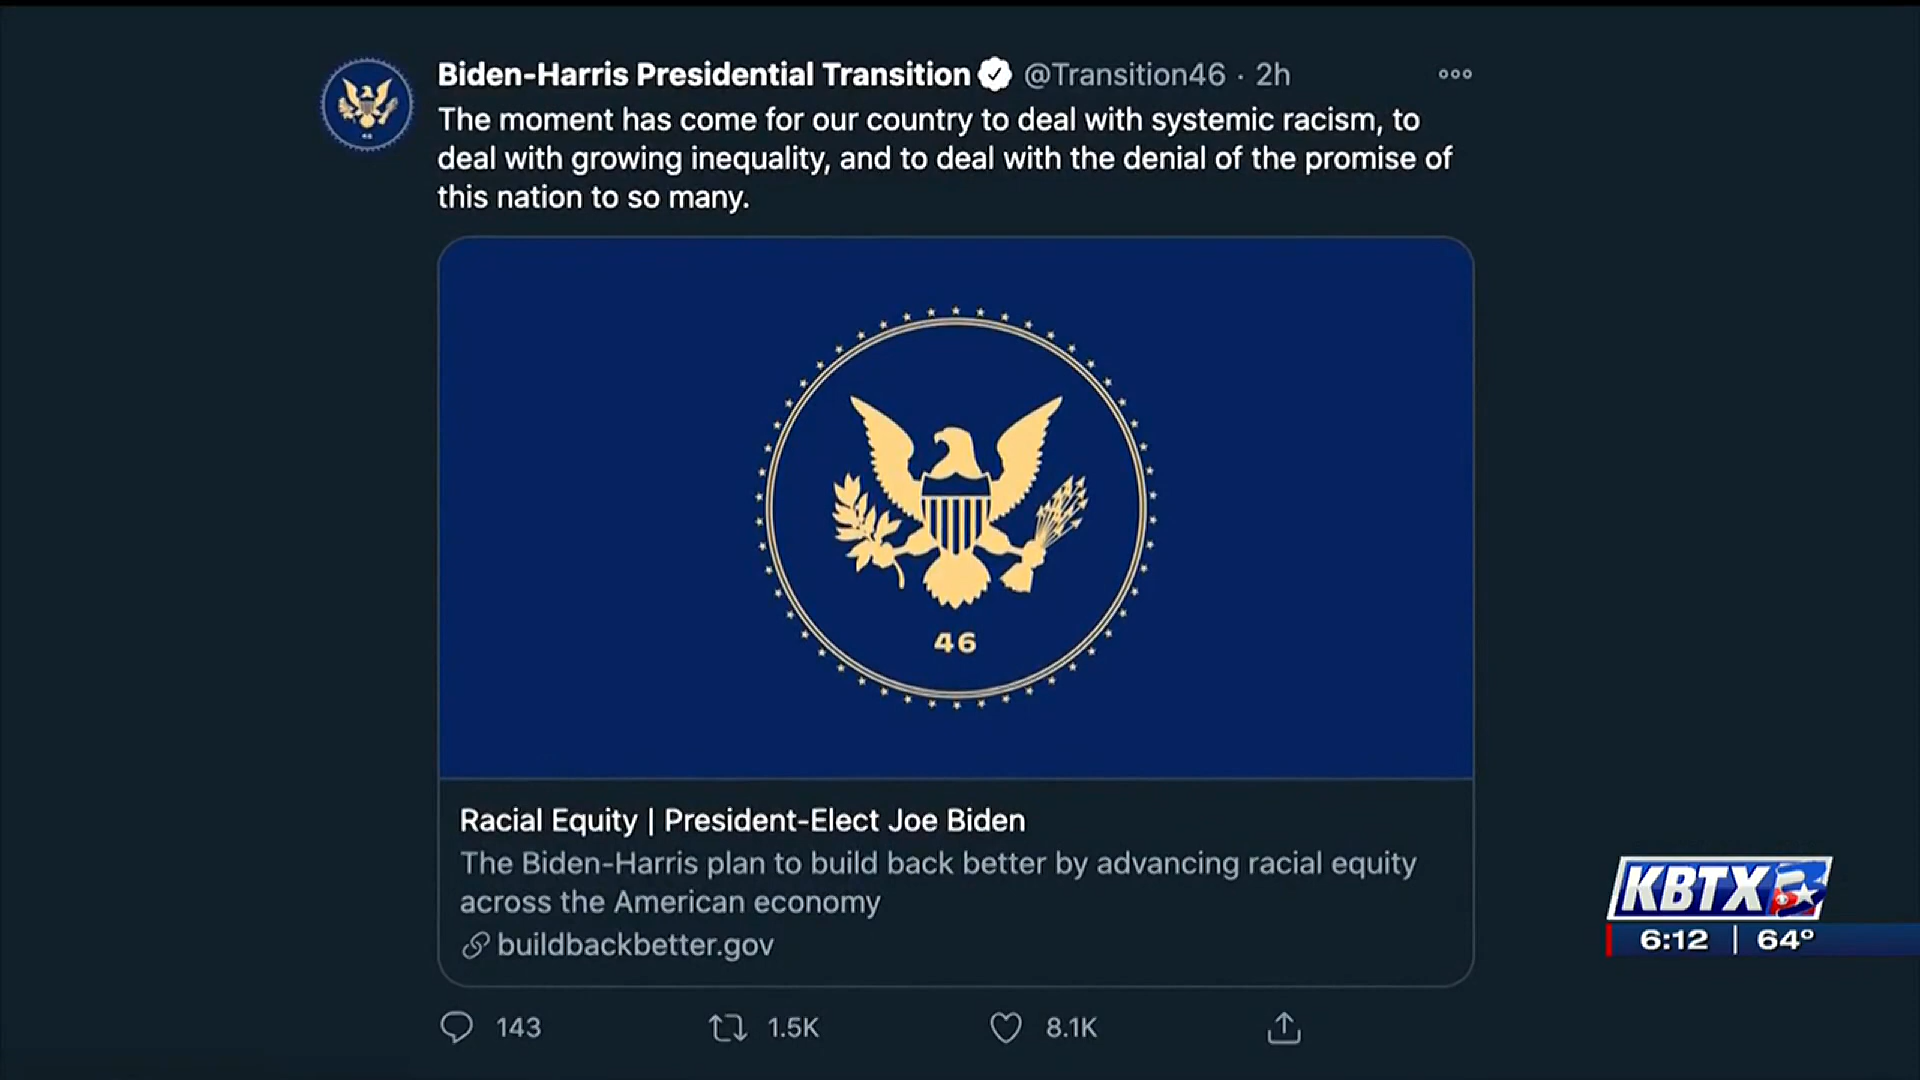 Biden-Harris Presidential Transition @Transition46 · 2h
The moment has come for our country to deal with systemic racism, to
deal with growing inequality, and to deal with the denial of the promise of
this nation to so many.
46
Racial Equity | President-Elect Joe Biden
The Biden-Harris plan to build back better by advancing racial equity
across the American economy
buildbackbetter.gov
143 1.5K 8.1K
KBTX 3
6:12 | 64°